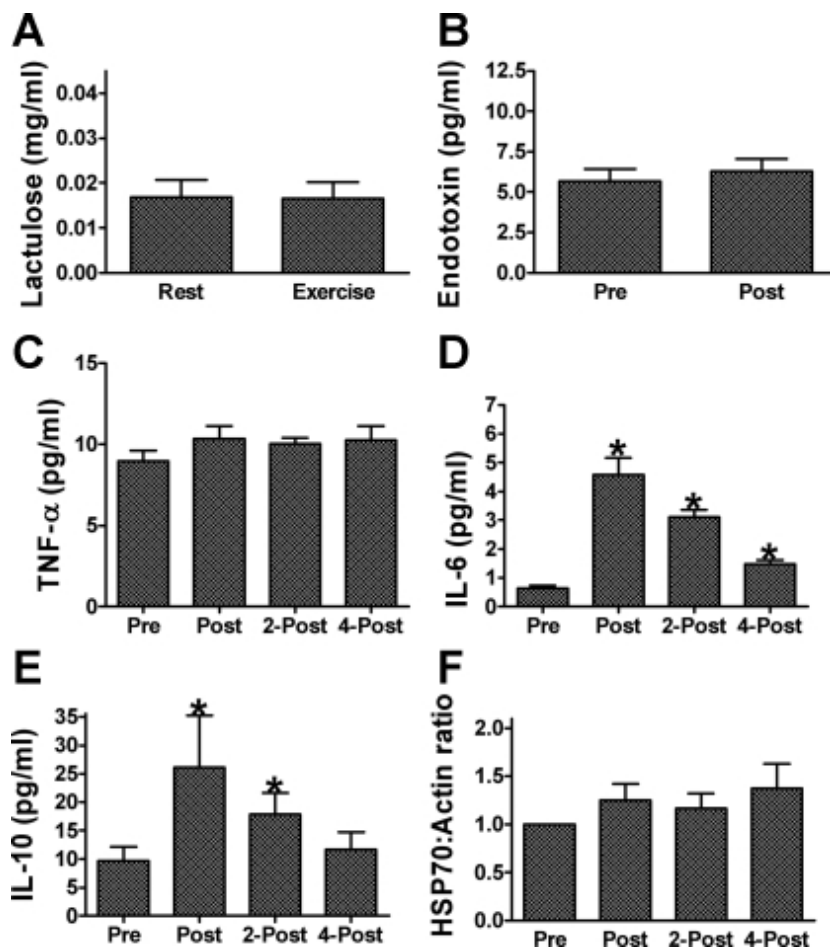 A
Lactulose (mg/ml)
0.04
0.03
0.02
0.01
0.00
Rest Exercise
B
Endotoxin (pg/ml)
12.5
10.0
7.5
5.0
2.5
0.0
Pre Post
C
TNF-α (pg/ml)
15
10
5
0
Pre Post 2-Post 4-Post
D
IL-6 (pg/ml)
7
6
5
4
3
2
1
0
* * *
Pre Post 2-Post 4-Post
E
IL-10 (pg/ml)
35
30
25
20
15
10
5
0
* *
Pre Post 2-Post 4-Post
F
HSP70:Actin ratio
2.0
1.5
1.0
0.5
0.0
Pre Post 2-Post 4-Post